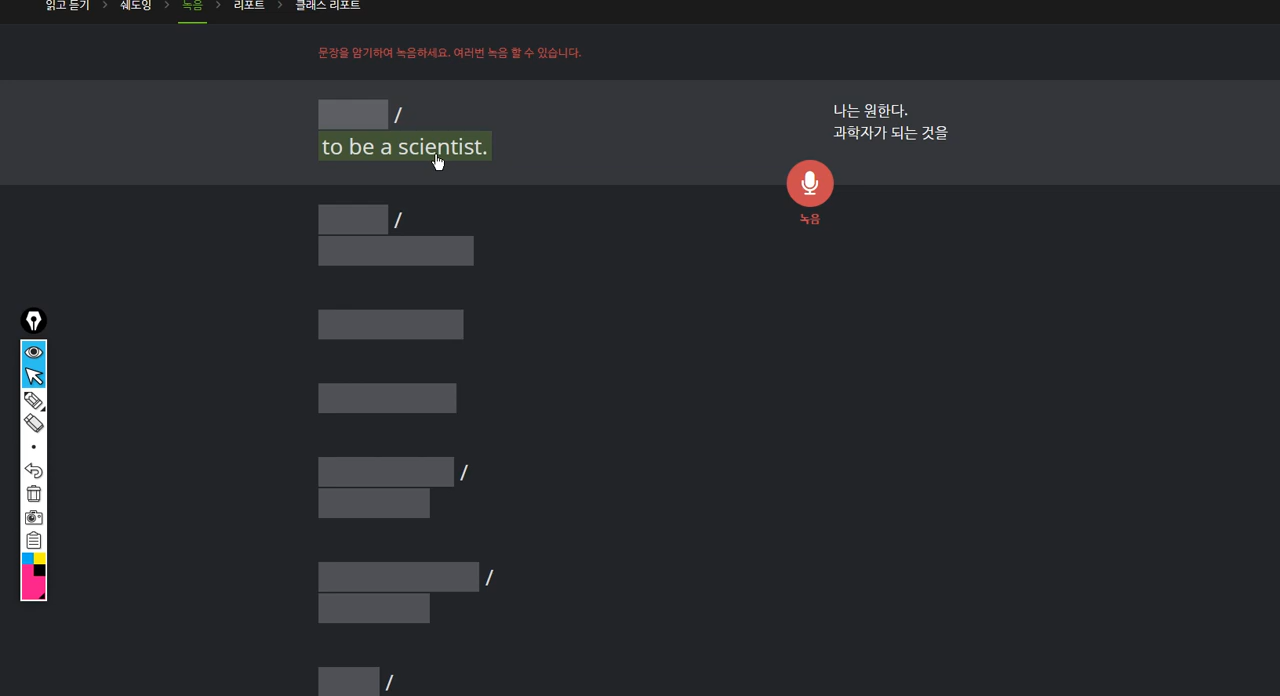 읽고 듣기 > 쉐도잉 > 녹음 > 리포트 > 클래스 리포트
문장을 암기하여 녹음하세요. 여러번 녹음 할 수 있습니다.
/
to be a scientist.
나는 원한다.
과학자가 되는 것을
녹음
/
/
/
/